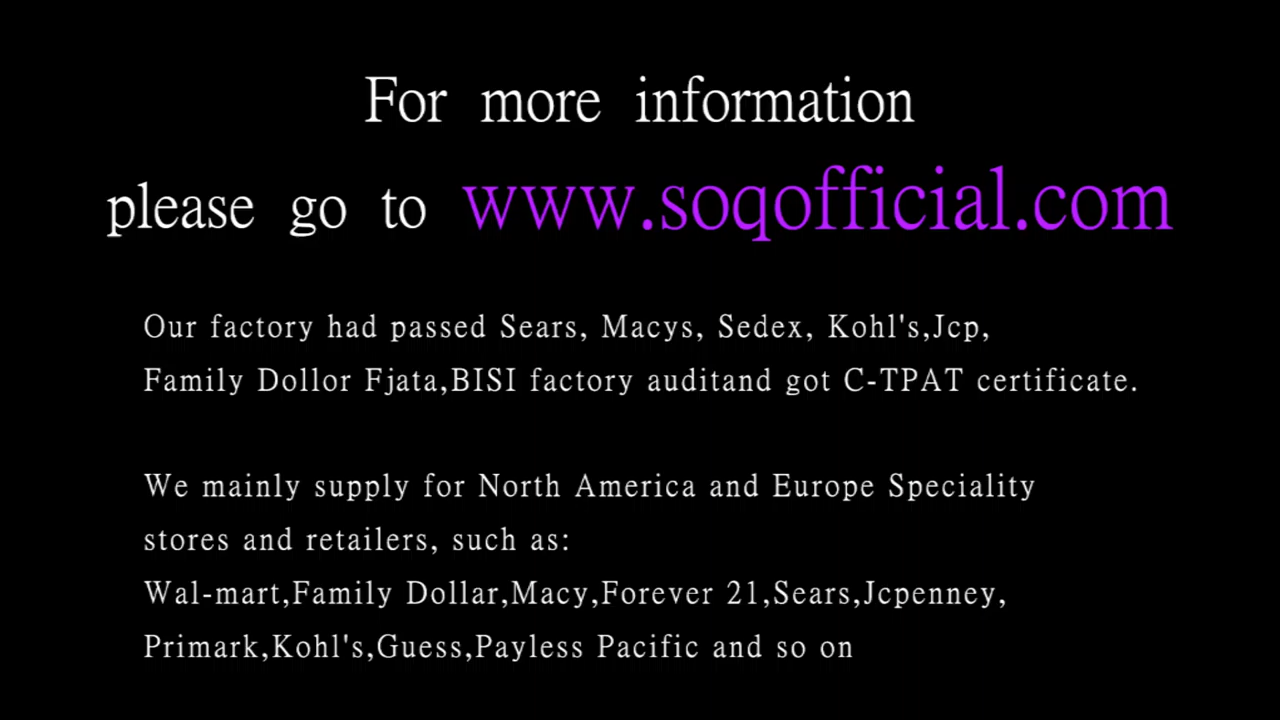 For more information
please go to www.soqofficial.com
Our factory had passed Sears, Macys, Sedex, Kohl's,Jcp,
Family Dollor Fjata,BISI factory auditand got C-TPAT certificate.
We mainly supply for North America and Europe Speciality
stores and retailers, such as:
Wal-mart,Family Dollar,Macy,Forever 21,Sears,Jcpenney,
Primark,Kohl's,Guess,Payless Pacific and so on